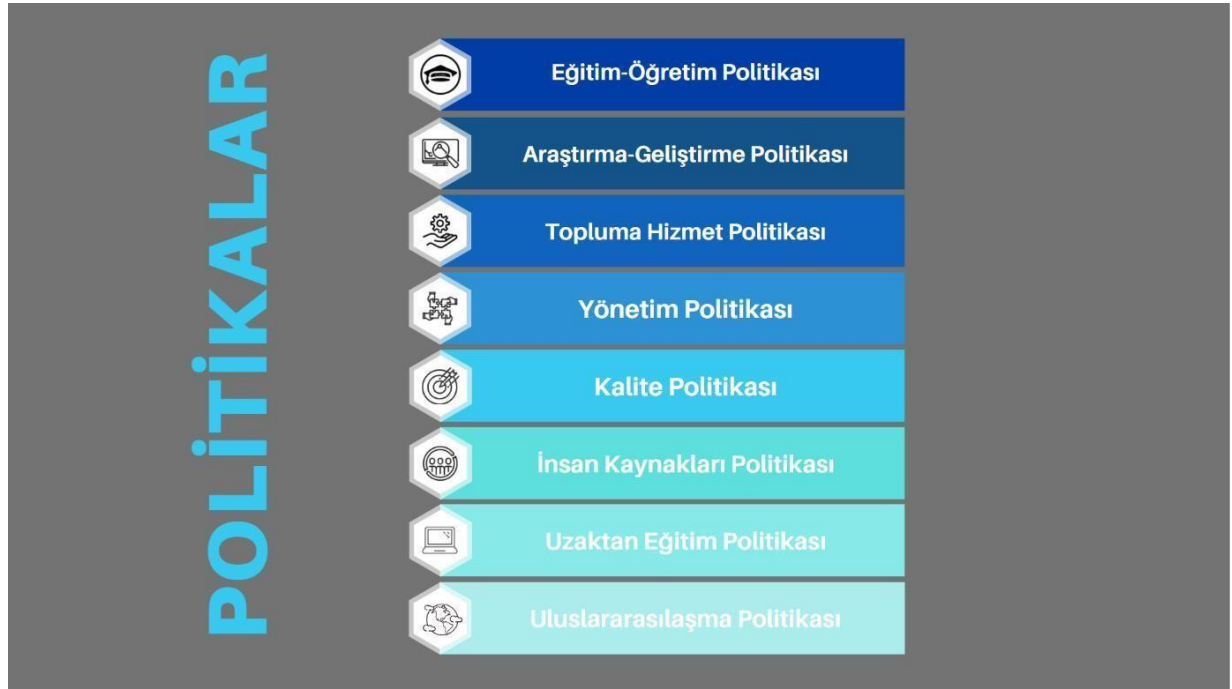 POLİTİKALAR
Eğitim-Öğretim Politikası
Araştırma-Geliştirme Politikası
Topluma Hizmet Politikası
Yönetim Politikası
Kalite Politikası
İnsan Kaynakları Politikası
Uzaktan Eğitim Politikası
Uluslararasılaşma Politikası